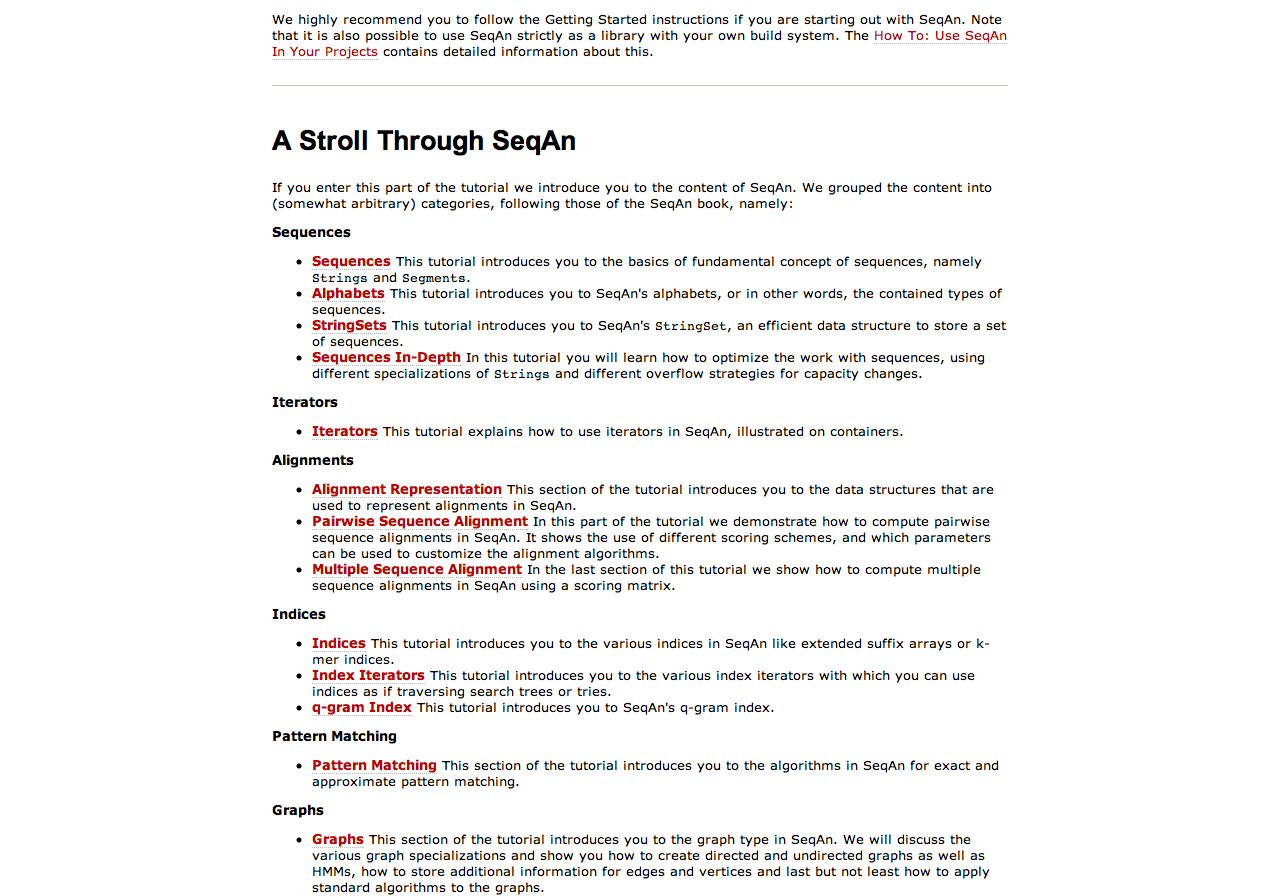 We highly recommend you to follow the Getting Started instructions if you are starting out with SeqAn. Note
that it is also possible to use SeqAn strictly as a library with your own build system. The How To: Use SeqAn
In Your Projects contains detailed information about this.
A Stroll Through SeqAn
If you enter this part of the tutorial we introduce you to the content of SeqAn. We grouped the content into
(somewhat arbitrary) categories, following those of the SeqAn book, namely:
Sequences
• Sequences This tutorial introduces you to the basics of fundamental concept of sequences, namely
Strings and Segments.
• Alphabets This tutorial introduces you to SeqAn's alphabets, or in other words, the contained types of
sequences.
• StringSets This tutorial introduces you to SeqAn's StringSet, an efficient data structure to store a set
of sequences.
• Sequences In-Depth In this tutorial you will learn how to optimize the work with sequences, using
different specializations of Strings and different overflow strategies for capacity changes.
Iterators
• Iterators This tutorial explains how to use iterators in SeqAn, illustrated on containers.
Alignments
• Alignment Representation This section of the tutorial introduces you to the data structures that are
used to represent alignments in SeqAn.
• Pairwise Sequence Alignment In this part of the tutorial we demonstrate how to compute pairwise
sequence alignments in SeqAn. It shows the use of different scoring schemes, and which parameters
can be used to customize the alignment algorithms.
• Multiple Sequence Alignment In the last section of this tutorial we show how to compute multiple
sequence alignments in SeqAn using a scoring matrix.
Indices
• Indices This tutorial introduces you to the various indices in SeqAn like extended suffix arrays or k-
mer indices.
• Index Iterators This tutorial introduces you to the various index iterators with which you can use
indices as if traversing search trees or tries.
• q-gram Index This tutorial introduces you to SeqAn's q-gram index.
Pattern Matching
• Pattern Matching This section of the tutorial introduces you to the algorithms in SeqAn for exact and
approximate pattern matching.
Graphs
• Graphs This section of the tutorial introduces you to the graph type in SeqAn. We will discuss the
various graph specializations and show you how to create directed and undirected graphs as well as
HMMs, how to store additional information for edges and vertices and last but not least how to apply
standard algorithms to the graphs.